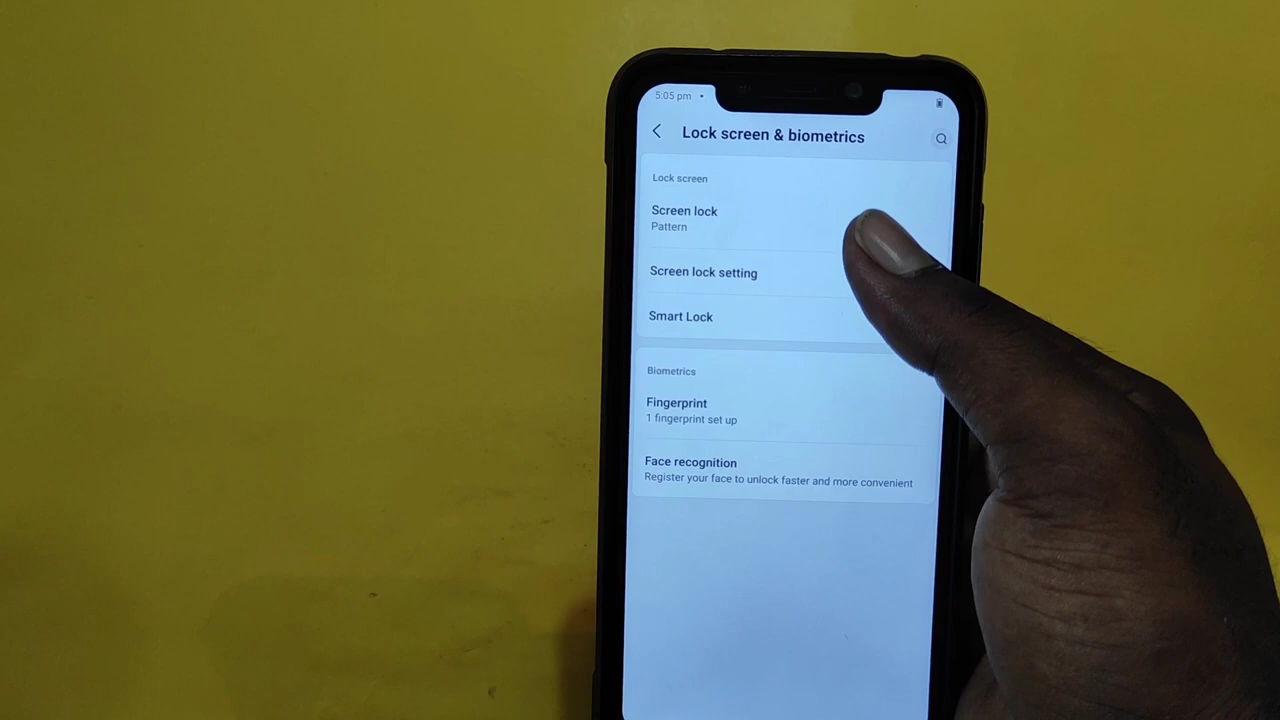 5:05 pm •
Lock screen & biometrics
Lock screen
Screen lock
Pattern
Screen lock setting
Smart Lock
Biometrics
Fingerprint
1 fingerprint set up
Face recognition
Register your face to unlock faster and more convenient